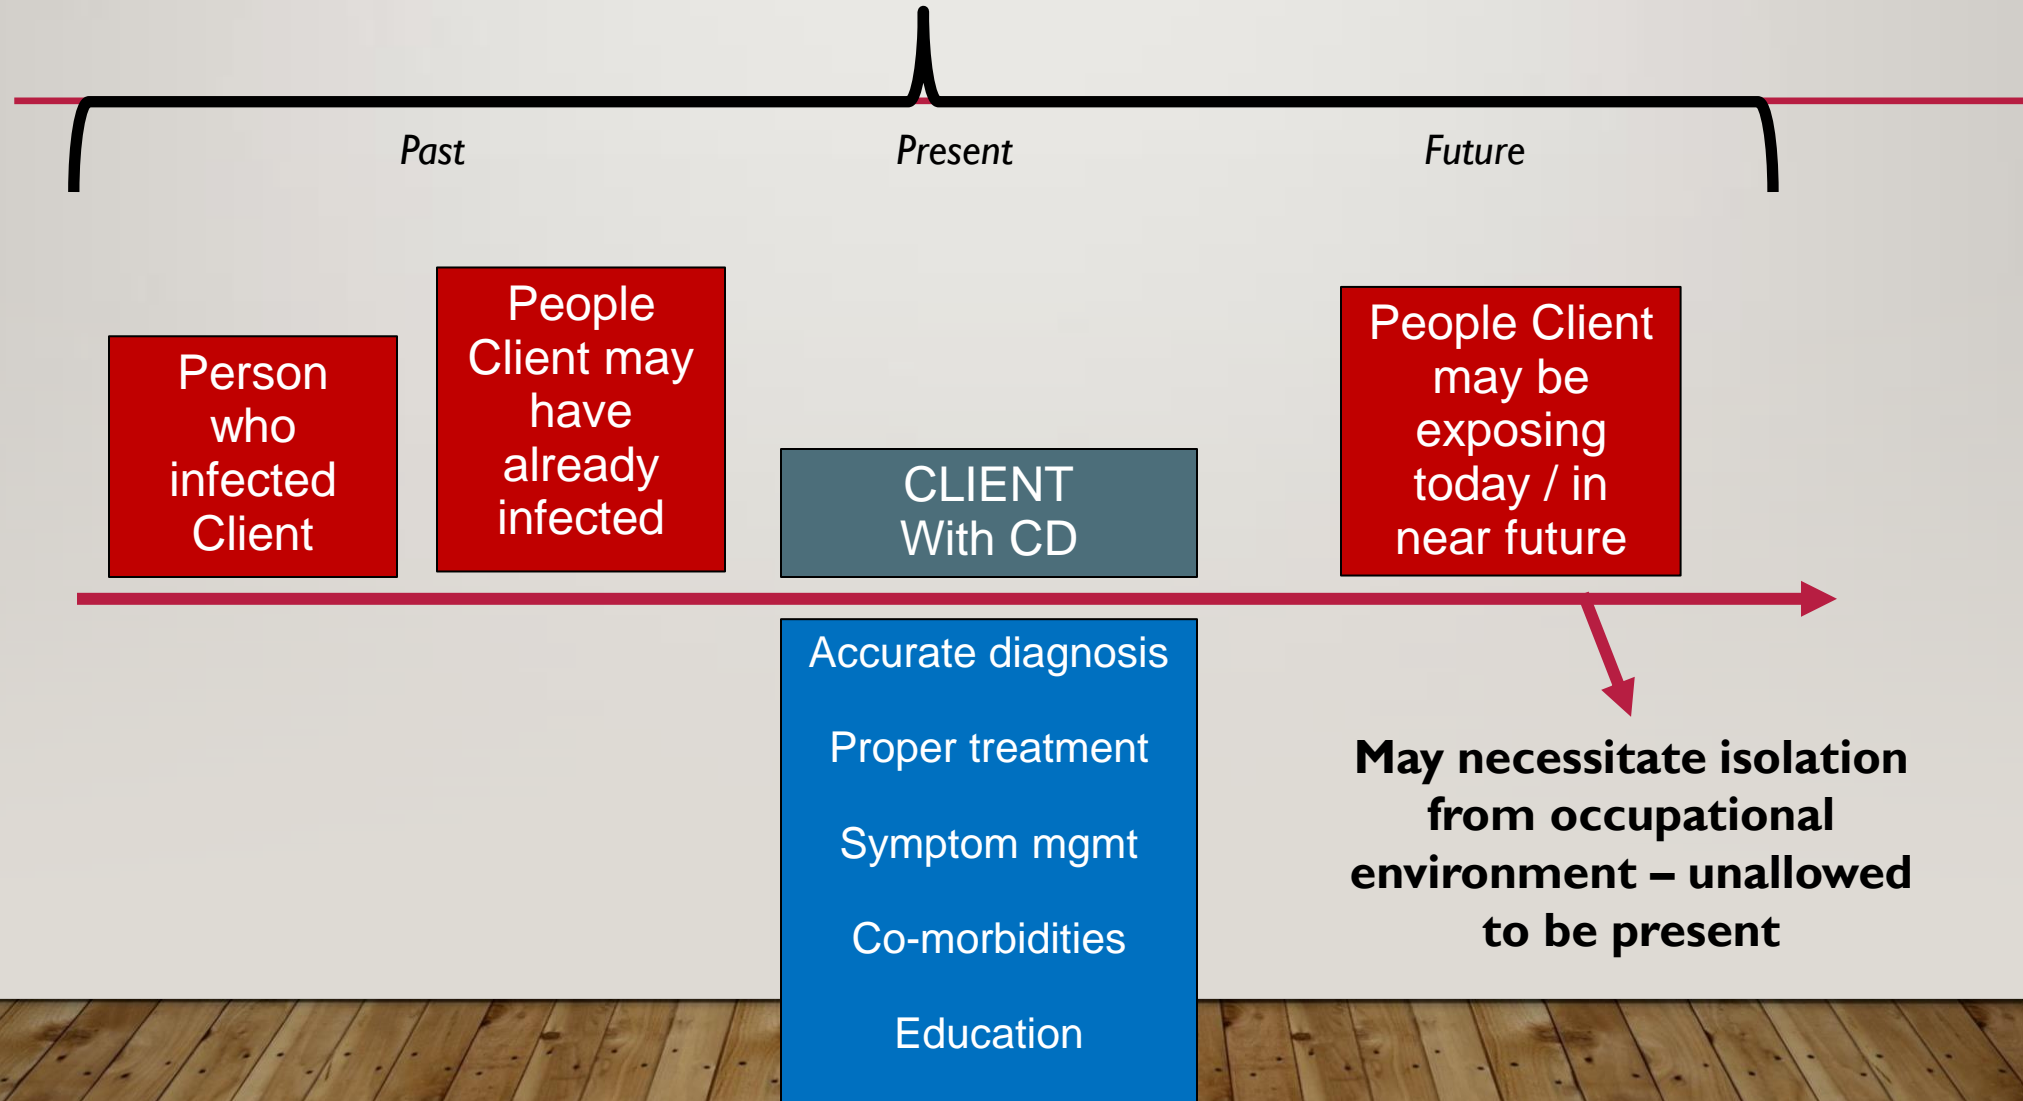 Past
Present
Future
Person
who
infected
Client
People
Client may
have
already
infected
CLIENT
With CD
People Client
may be
exposing
today / in
near future
Accurate diagnosis
Proper treatment
Symptom mgmt
Co-morbidities
Education
May necessitate isolation
from occupational
environment – unallowed
to be present